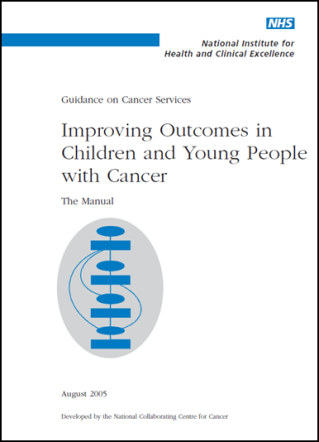 NHS
National Institute for
Health and Clinical Excellence
Guidance on Cancer Services
Improving Outcomes in
Children and Young People
with Cancer
The Manual
August 2005
Developed by the National Collaborating Centre for Cancer